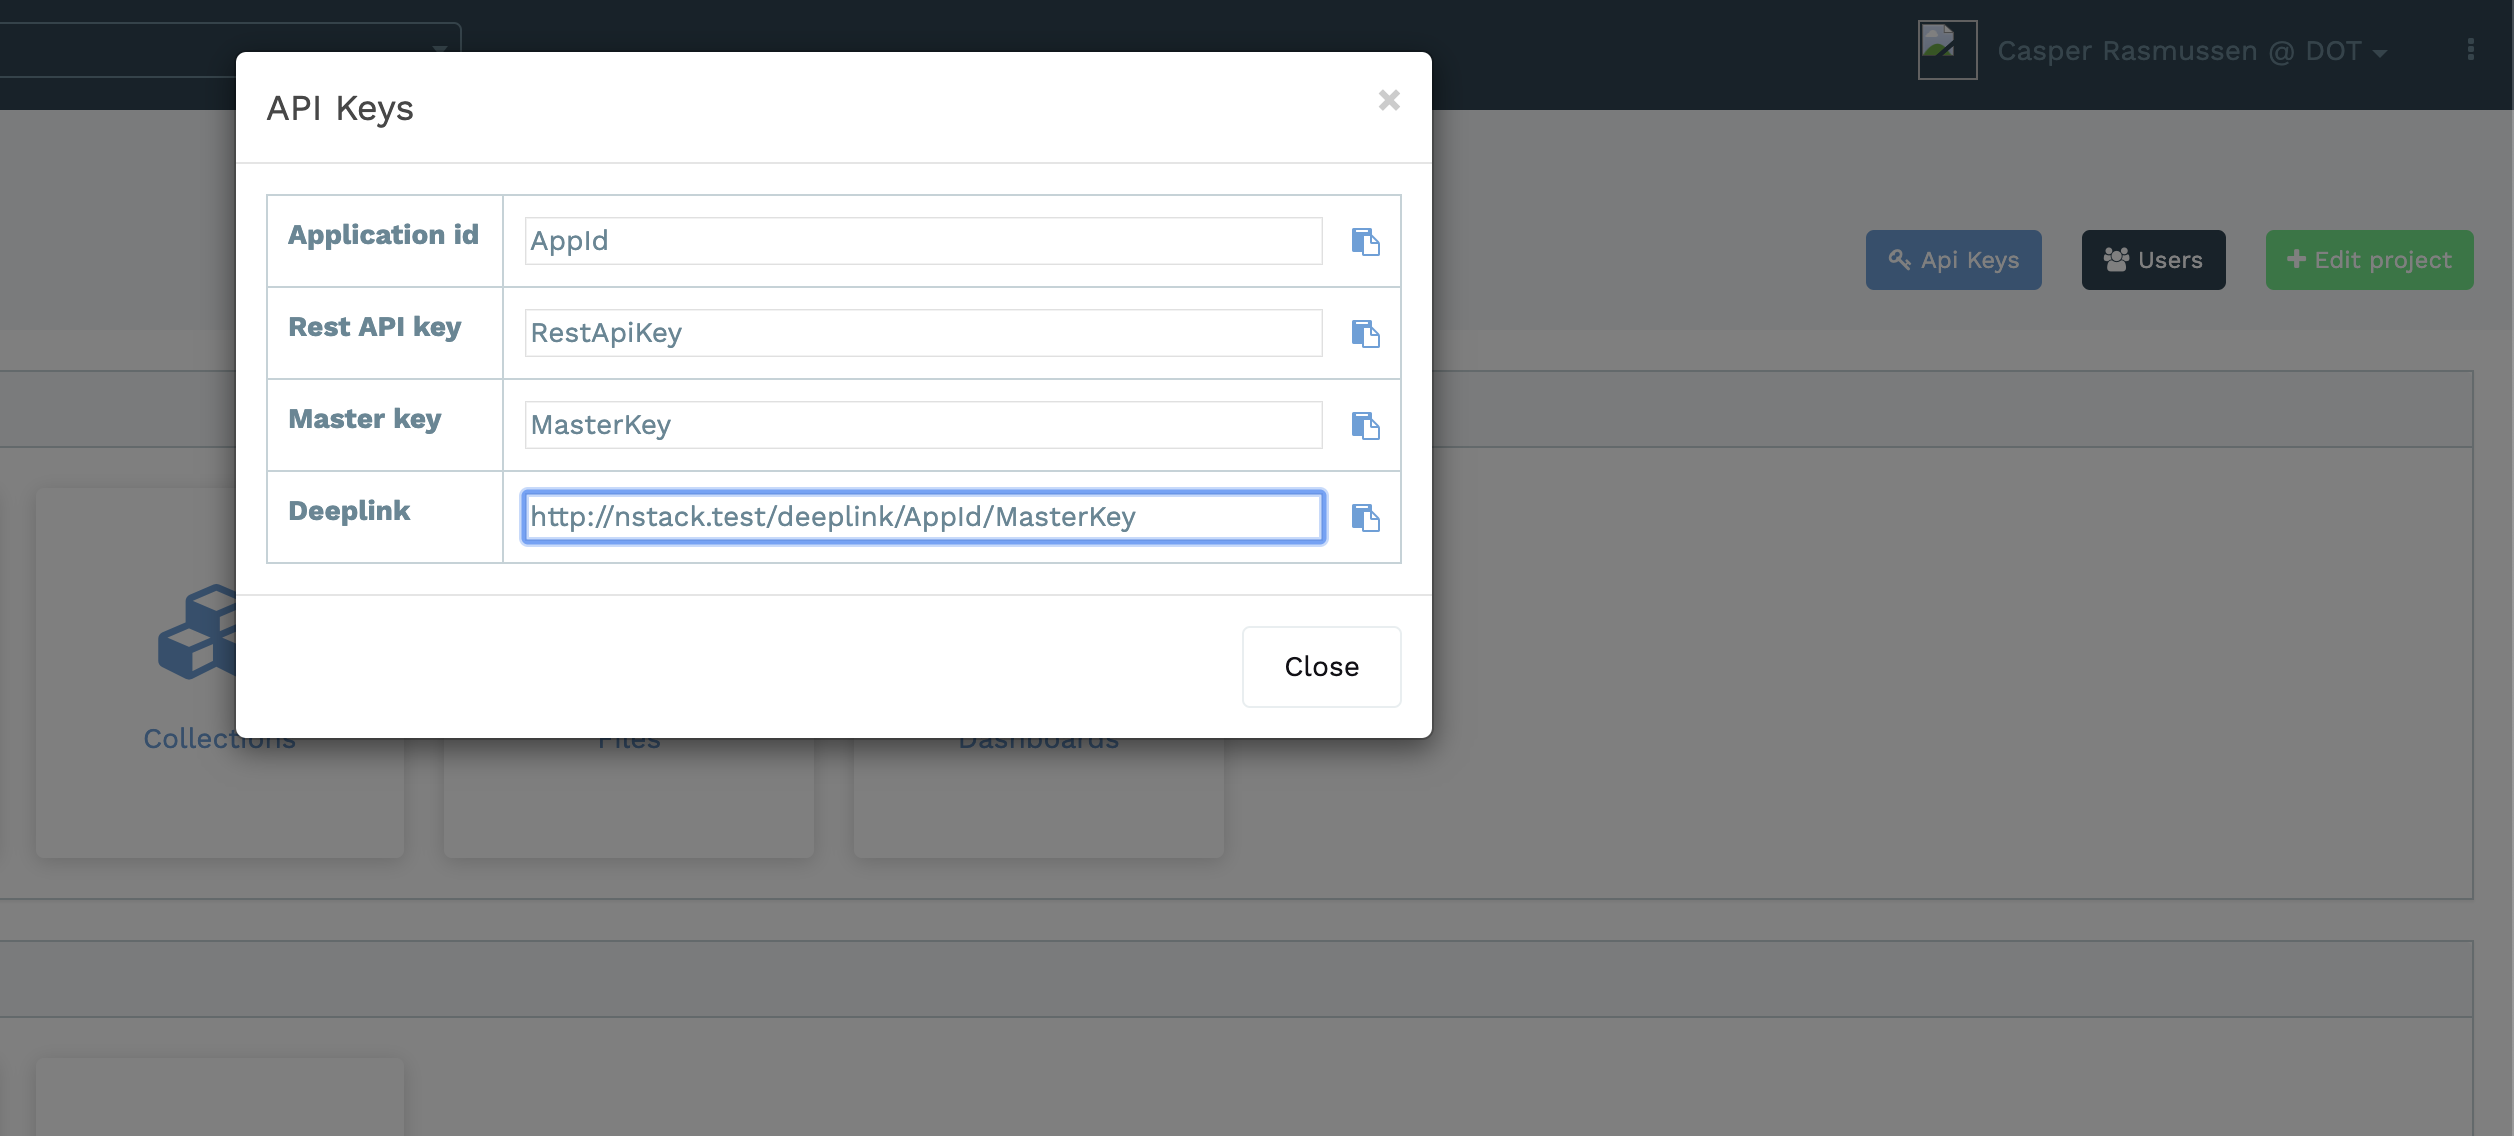 Casper Rasmussen @ DOT
API Keys
Application id AppId
Api Keys Users Edit project
Rest API key RestApiKey
Master key MasterKey
Deeplink http://nstack.test/deeplink/AppId/MasterKey
Close
Collections Files Dashboards